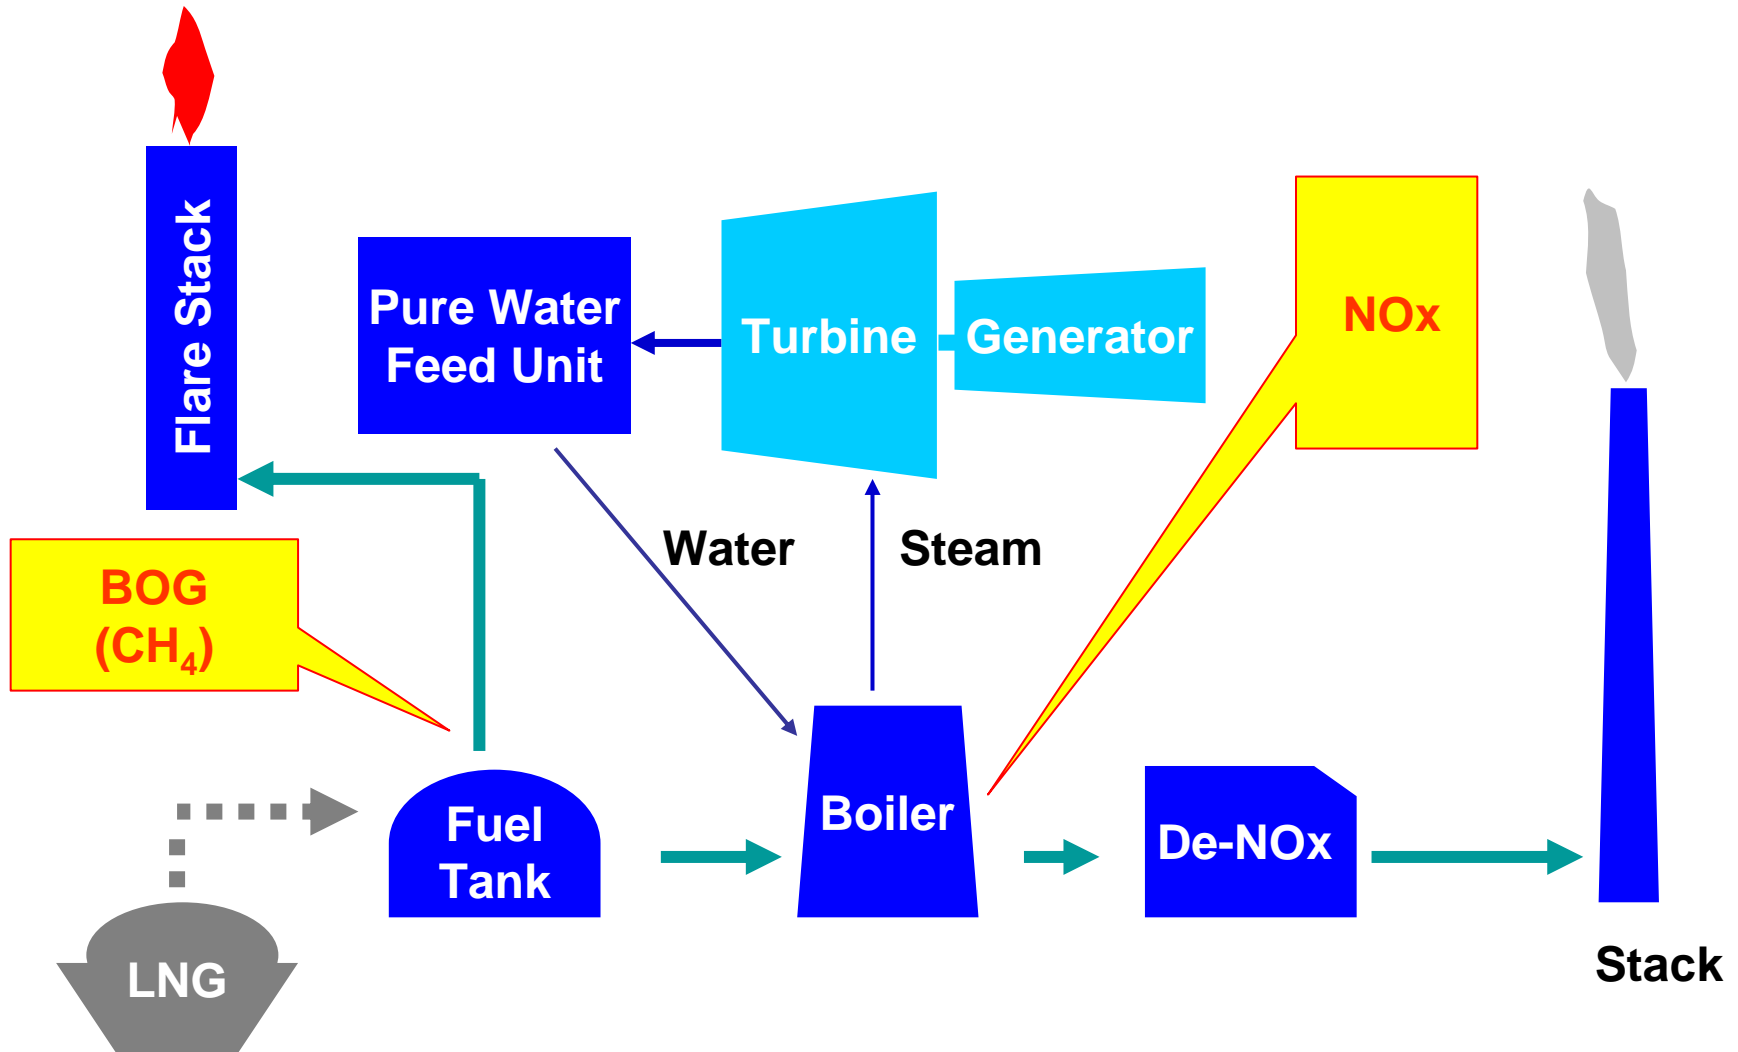 Flare Stack
Pure Water
Feed Unit
Turbine
Generator
NOx
Water
Steam
BOG
(CH₄)
Fuel
Tank
Boiler
De-NOx
LNG
Stack